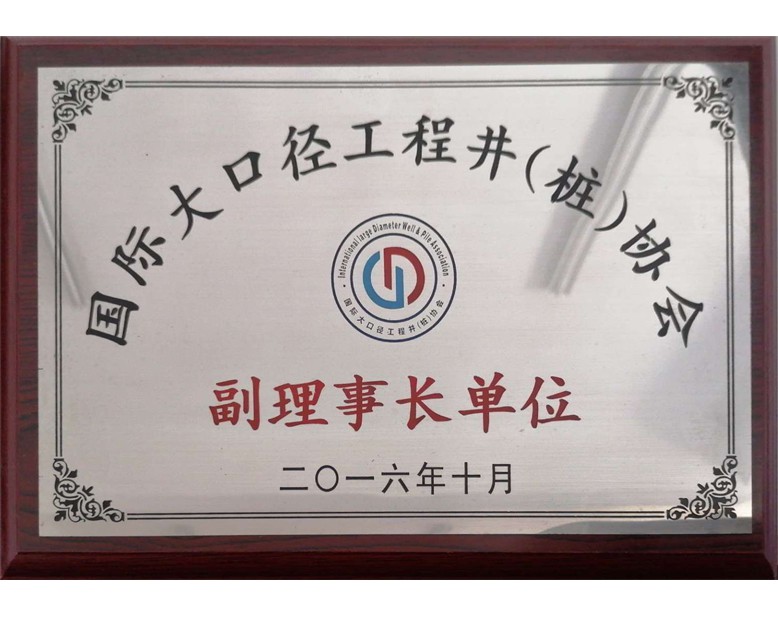 国际大口径工程井(桩)协会
International Large Diameter Well & Pile Association
国际大口径工程井(桩)协会
副理事长单位
二〇一六年十月